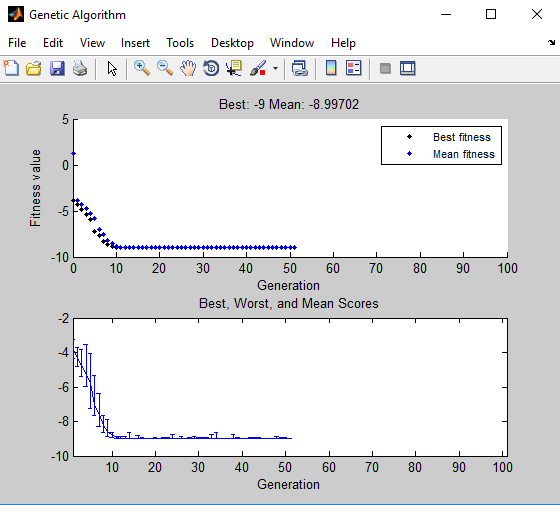 Genetic Algorithm
File Edit View Insert Tools Desktop Window Help
Best: -9 Mean: -8.99702
5
0
-5
-10
Fitness value
Best fitness
Mean fitness
0 10 20 30 40 50 60 70 80 90 100
Generation
Best, Worst, and Mean Scores
-2
-4
-6
-8
-10
10 20 30 40 50 60 70 80 90 100
Generation